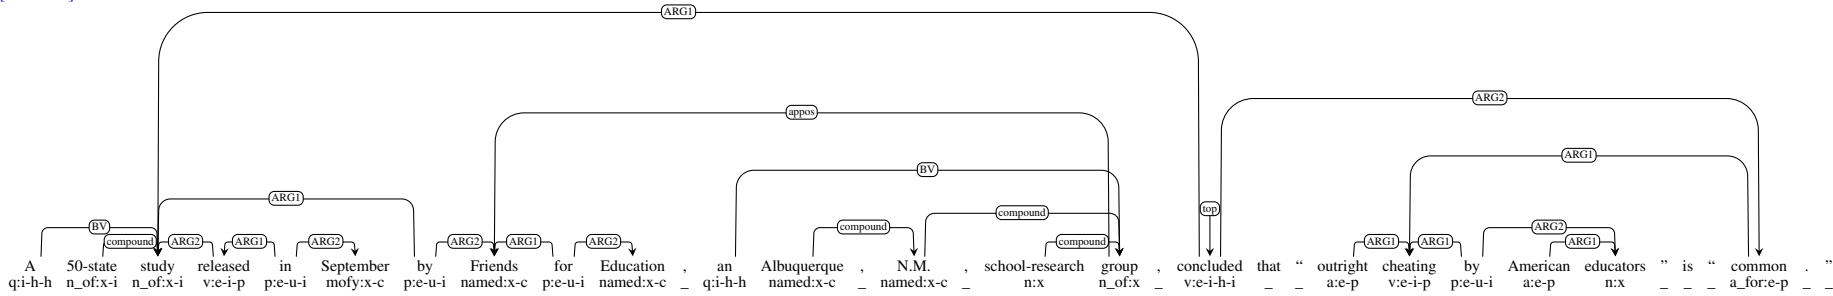 ARG1
ARG2
appos
ARG1
BV
ARG1
compound
top
BV compound ARG2
compound ARG2 ARG1 ARG2 ARG2 ARG1 ARG2 compound ARG1 ARG1 ARG1
A 50-state study released in September by Friends for Education , an Albuquerque , N.M. , school-research group , concluded that “ outright cheating by American educators ” is “ common . ”
q:i-h-h n_of:x-i n_of:x-i v:e-i-p p:e-u-i mofy:x-c p:e-u-i named:x-c p:e-u-i named:x-c _ q:i-h-h named:x-c _ named:x-c _ n:x n_of:x _ v:e-i-h-i _ _ a:e-p v:e-i-p p:e-u-i a:e-p n:x _ _ _ a_for:e-p _ _